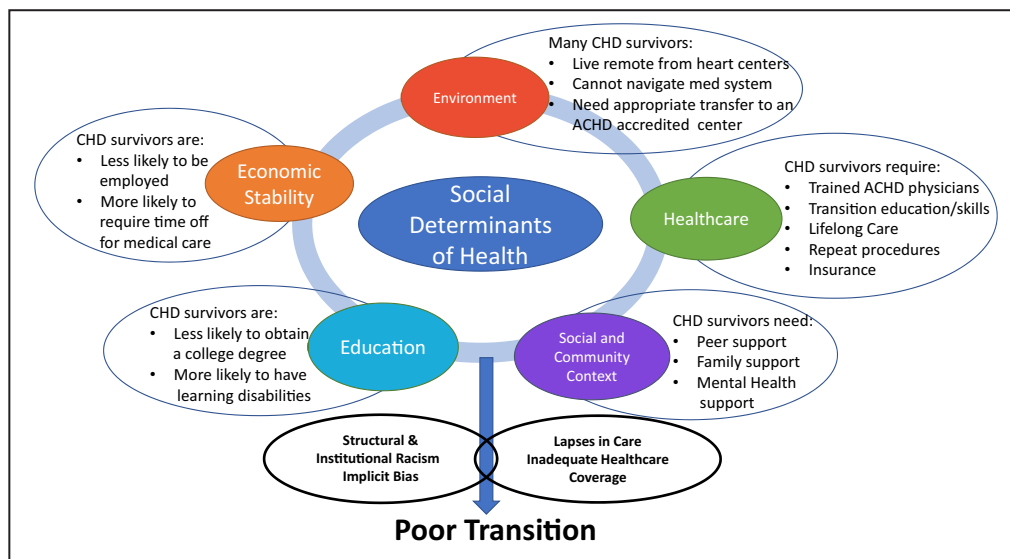 Many CHD survivors:
• Live remote from heart centers
• Cannot navigate med system
• Need appropriate transfer to an
ACHD accredited center
Environment
CHD survivors are:
• Less likely to be
employed
• More likely to
require time off
for medical care
Economic
Stability
Social
Determinants
of Health
Healthcare
CHD survivors require:
• Trained ACHD physicians
• Transition education/skills
• Lifelong Care
• Repeat procedures
• Insurance
CHD survivors are:
• Less likely to obtain
a college degree
• More likely to have
learning disabilities
Education
Social and
Community
Context
CHD survivors need:
• Peer support
• Family support
• Mental Health
support
Structural &
Institutional Racism
Implicit Bias
Lapses in Care
Inadequate Healthcare
Coverage
Poor Transition